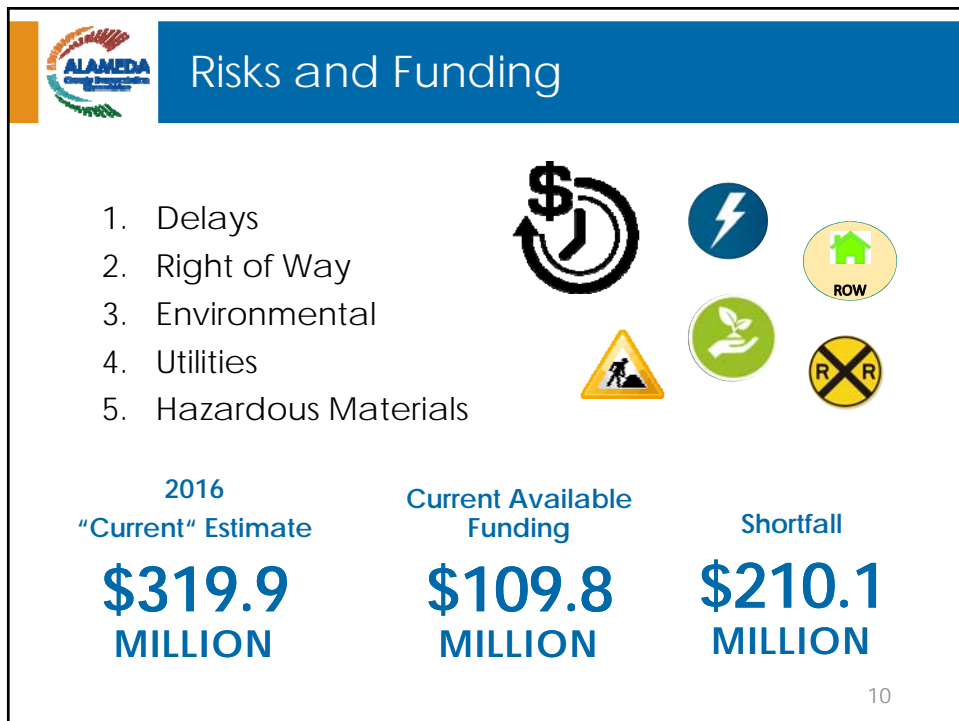 ALAMEDA
Risks and Funding
$
1. Delays
2. Right of Way
3. Environmental
4. Utilities
5. Hazardous Materials
ROW
R R
2016
“Current“ Estimate
$319.9
MILLION
Current Available
Funding
$109.8
MILLION
Shortfall
$210.1
MILLION
10